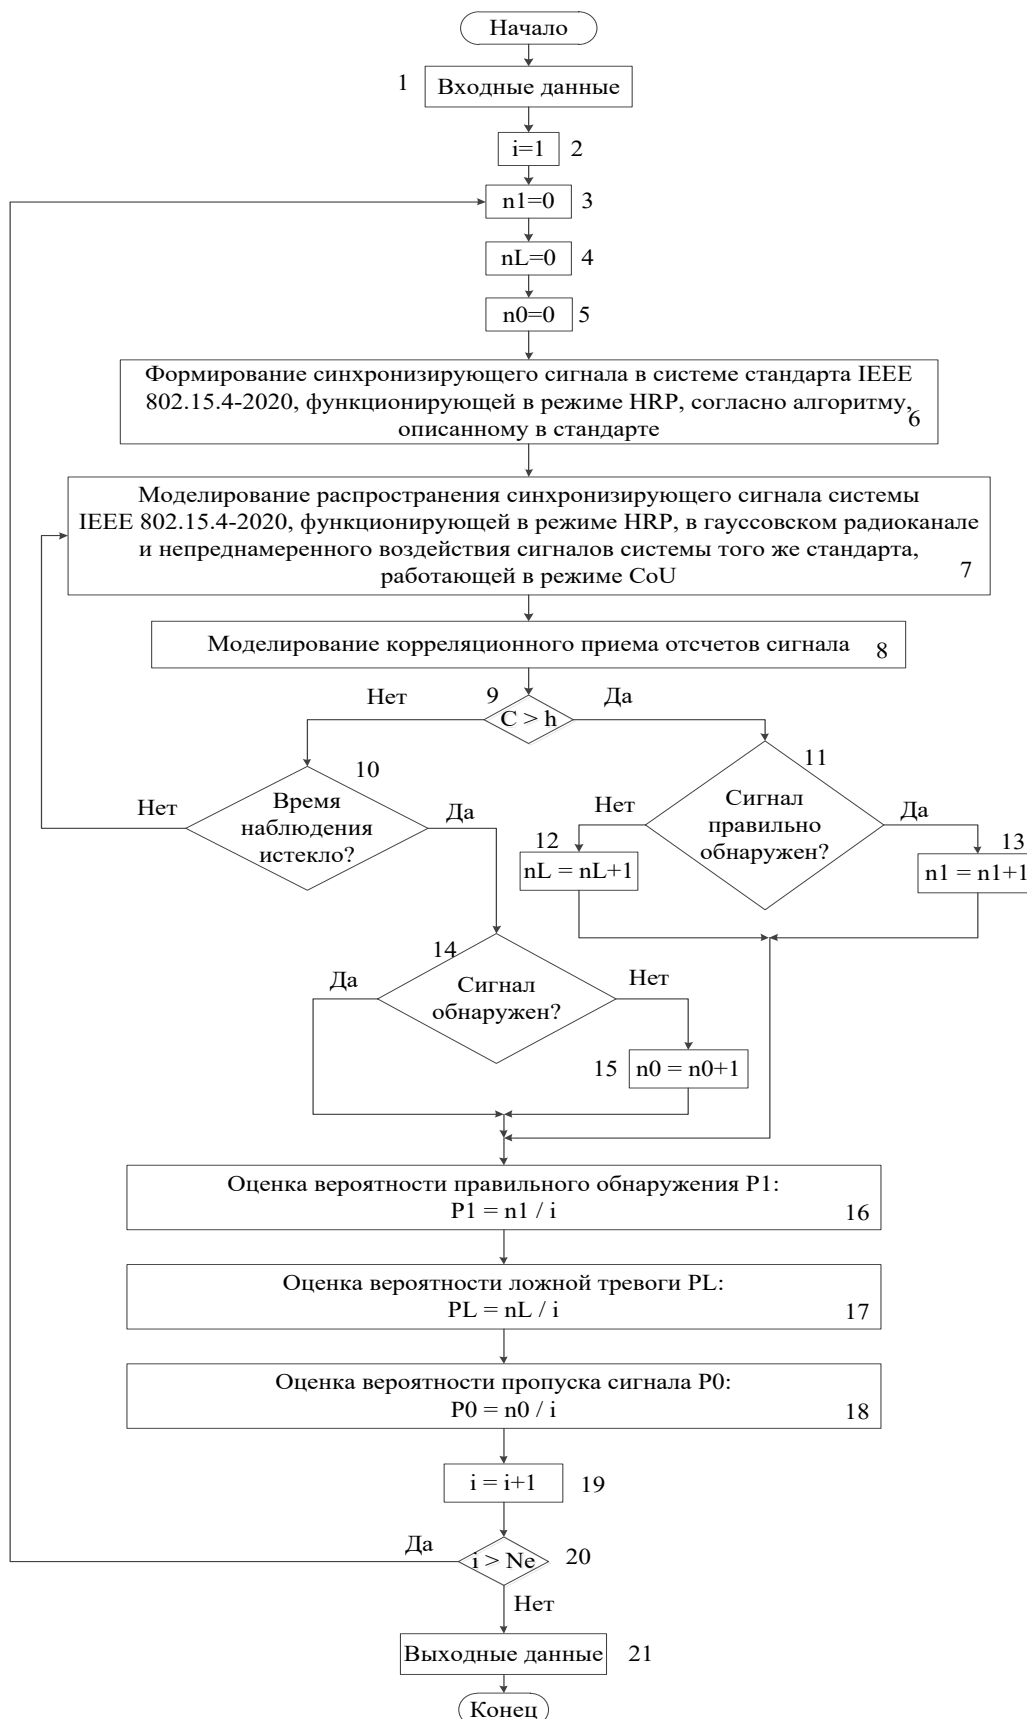 Начало
1
Входные данные
i=1
2
n1=0
3
nL=0
4
n0=0
5
Формирование синхронизирующего сигнала в системе стандарта IEEE
802.15.4-2020, функционирующей в режиме HRP, согласно алгоритму,
описанному в стандарте
6
Моделирование распространения синхронизирующего сигнала системы
IEEE 802.15.4-2020, функционирующей в режиме HRP, в гауссовском радиоканале
и непреднамеренного воздействия сигналов системы того же стандарта,
работающей в режиме CoU
7
Моделирование корреляционного приема отсчетов сигнала
8
Нет
9
Да
C > h
10
11
Нет
Время
наблюдения
истекло?
Да
Нет
Сигнал
правильно
обнаружен?
Да
12
nL = nL+1
13
n1 = n1+1
14
Да
Сигнал
обнаружен?
Нет
15
n0 = n0+1
Оценка вероятности правильного обнаружения P1:
P1 = n1 / i
16
Оценка вероятности ложной тревоги PL:
PL = nL / i
17
Оценка вероятности пропуска сигнала P0:
P0 = n0 / i
18
i = i+1
19
Да
i > Ne
20
Нет
Выходные данные
21
Конец